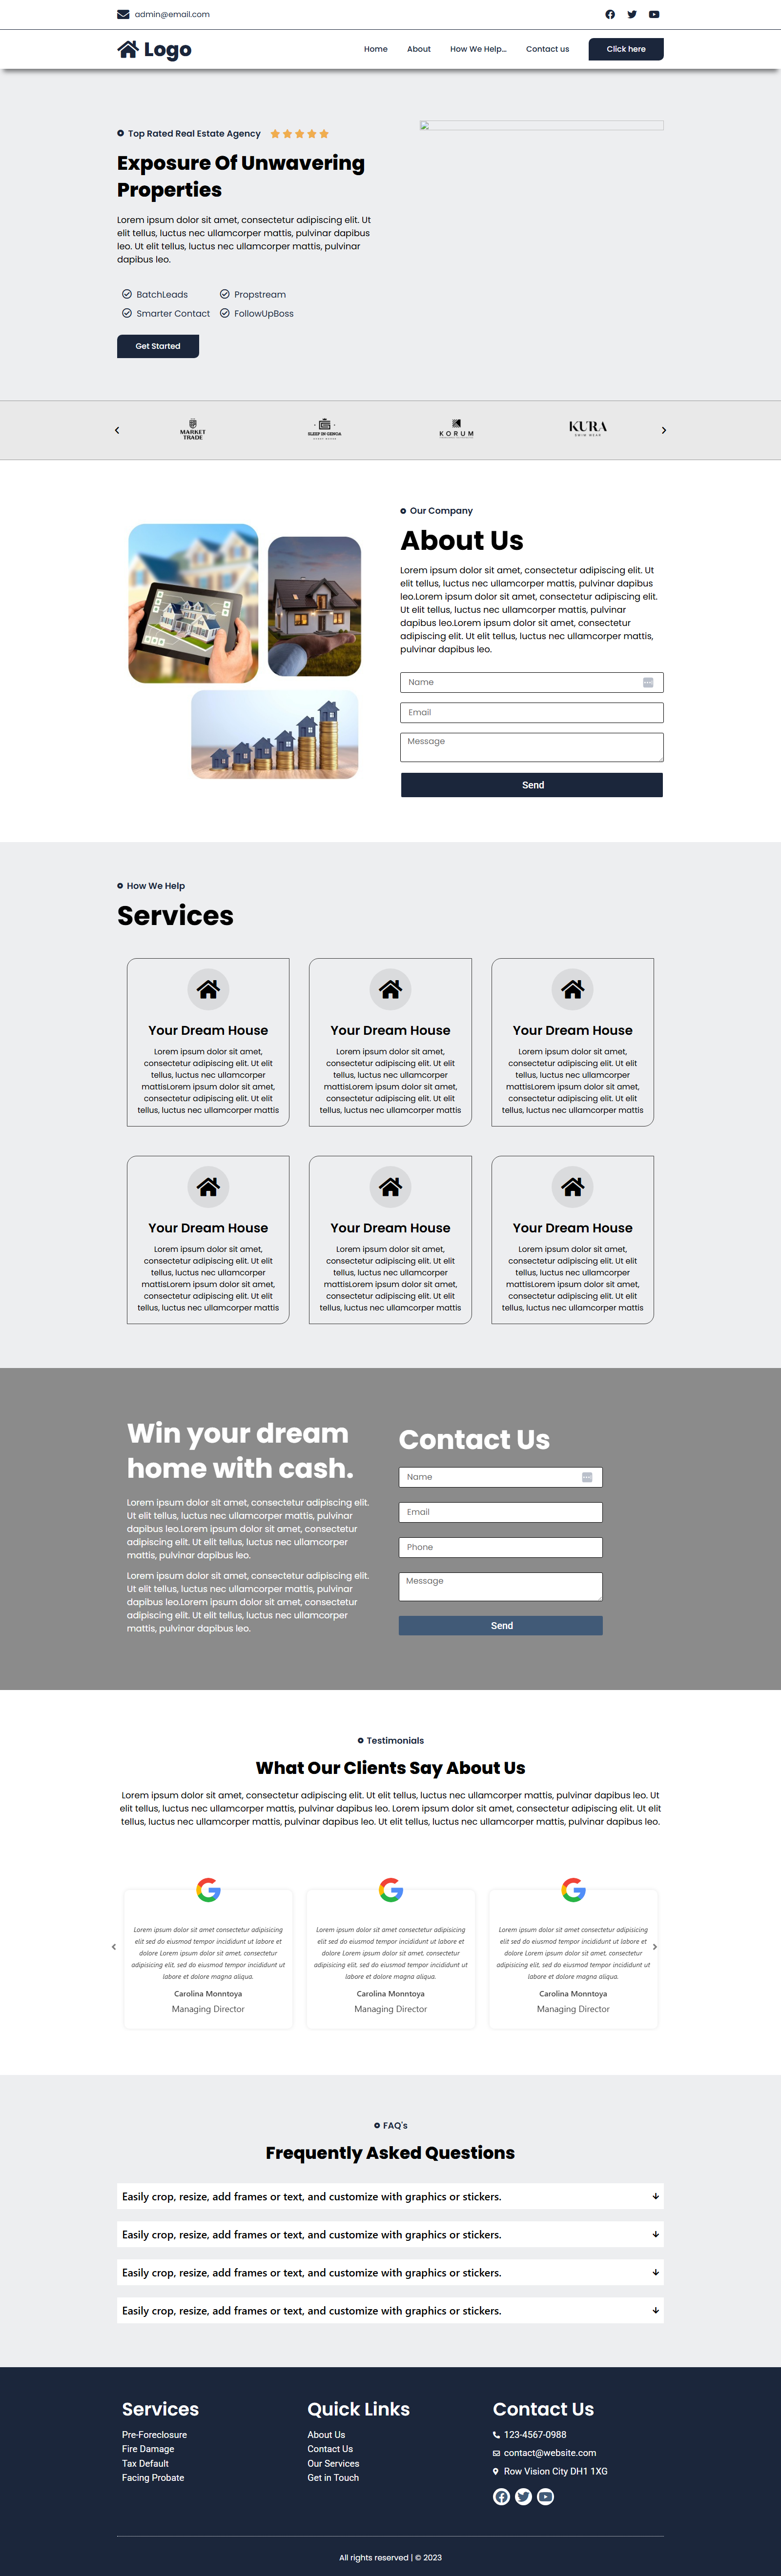 admin@email.com
Logo
Home About How We Help... Contact us Click here
Top Rated Real Estate Agency
Exposure Of Unwavering
Properties
Lorem ipsum dolor sit amet, consectetur adipiscing elit. Ut
elit tellus, luctus nec ullamcorper mattis, pulvinar dapibus
leo. Ut elit tellus, luctus nec ullamcorper mattis, pulvinar
dapibus leo.
BatchLeads Propstream
Smarter Contact FollowUpBoss
Get Started
MARKET
TRADE
SLEEP IN GENOA
KORUM
KURA
SWIM WEAR
Our Company
About Us
Lorem ipsum dolor sit amet, consectetur adipiscing elit. Ut
elit tellus, luctus nec ullamcorper mattis, pulvinar dapibus
leo.Lorem ipsum dolor sit amet, consectetur adipiscing elit.
Ut elit tellus, luctus nec ullamcorper mattis, pulvinar
dapibus leo.Lorem ipsum dolor sit amet, consectetur
adipiscing elit. Ut elit tellus, luctus nec ullamcorper mattis,
pulvinar dapibus leo.
Name
Email
Message
Send
How We Help
Services
Your Dream House
Lorem ipsum dolor sit amet,
consectetur adipiscing elit. Ut elit
tellus, luctus nec ullamcorper
mattisLorem ipsum dolor sit amet,
consectetur adipiscing elit. Ut elit
tellus, luctus nec ullamcorper mattis
Your Dream House
Lorem ipsum dolor sit amet,
consectetur adipiscing elit. Ut elit
tellus, luctus nec ullamcorper
mattisLorem ipsum dolor sit amet,
consectetur adipiscing elit. Ut elit
tellus, luctus nec ullamcorper mattis
Your Dream House
Lorem ipsum dolor sit amet,
consectetur adipiscing elit. Ut elit
tellus, luctus nec ullamcorper
mattisLorem ipsum dolor sit amet,
consectetur adipiscing elit. Ut elit
tellus, luctus nec ullamcorper mattis
Your Dream House
Lorem ipsum dolor sit amet,
consectetur adipiscing elit. Ut elit
tellus, luctus nec ullamcorper
mattisLorem ipsum dolor sit amet,
consectetur adipiscing elit. Ut elit
tellus, luctus nec ullamcorper mattis
Your Dream House
Lorem ipsum dolor sit amet,
consectetur adipiscing elit. Ut elit
tellus, luctus nec ullamcorper
mattisLorem ipsum dolor sit amet,
consectetur adipiscing elit. Ut elit
tellus, luctus nec ullamcorper mattis
Your Dream House
Lorem ipsum dolor sit amet,
consectetur adipiscing elit. Ut elit
tellus, luctus nec ullamcorper
mattisLorem ipsum dolor sit amet,
consectetur adipiscing elit. Ut elit
tellus, luctus nec ullamcorper mattis
Win your dream
home with cash.
Lorem ipsum dolor sit amet, consectetur adipiscing elit.
Ut elit tellus, luctus nec ullamcorper mattis, pulvinar
dapibus leo.Lorem ipsum dolor sit amet, consectetur
adipiscing elit. Ut elit tellus, luctus nec ullamcorper
mattis, pulvinar dapibus leo.
Lorem ipsum dolor sit amet, consectetur adipiscing elit.
Ut elit tellus, luctus nec ullamcorper mattis, pulvinar
dapibus leo.Lorem ipsum dolor sit amet, consectetur
adipiscing elit. Ut elit tellus, luctus nec ullamcorper
mattis, pulvinar dapibus leo.
Contact Us
Name
Email
Phone
Message
Send
Testimonials
What Our Clients Say About Us
Lorem ipsum dolor sit amet, consectetur adipiscing elit. Ut elit tellus, luctus nec ullamcorper mattis, pulvinar dapibus leo. Ut
elit tellus, luctus nec ullamcorper mattis, pulvinar dapibus leo. Lorem ipsum dolor sit amet, consectetur adipiscing elit. Ut elit
tellus, luctus nec ullamcorper mattis, pulvinar dapibus leo. Ut elit tellus, luctus nec ullamcorper mattis, pulvinar dapibus leo.
Lorem ipsum dolor sit amet consectetur adipisicing
elit sed do eiusmod tempor incididunt ut labore et
dolore Lorem ipsum dolor sit amet, consectetur
adipisicing elit, sed do eiusmod tempor incididunt ut
labore et dolore magna aliqua.
Carolina Monntoya
Managing Director
Lorem ipsum dolor sit amet consectetur adipisicing
elit sed do eiusmod tempor incididunt ut labore et
dolore Lorem ipsum dolor sit amet, consectetur
adipisicing elit, sed do eiusmod tempor incididunt ut
labore et dolore magna aliqua.
Carolina Monntoya
Managing Director
Lorem ipsum dolor sit amet consectetur adipisicing
elit sed do eiusmod tempor incididunt ut labore et
dolore Lorem ipsum dolor sit amet, consectetur
adipisicing elit, sed do eiusmod tempor incididunt ut
labore et dolore magna aliqua.
Carolina Monntoya
Managing Director
FAQ's
Frequently Asked Questions
Easily crop, resize, add frames or text, and customize with graphics or stickers.
Easily crop, resize, add frames or text, and customize with graphics or stickers.
Easily crop, resize, add frames or text, and customize with graphics or stickers.
Easily crop, resize, add frames or text, and customize with graphics or stickers.
Services
Pre-Foreclosure
Fire Damage
Tax Default
Facing Probate
Quick Links
About Us
Contact Us
Our Services
Get in Touch
Contact Us
123-4567-0988
contact@website.com
Row Vision City DH1 1XG
All rights reserved | © 2023